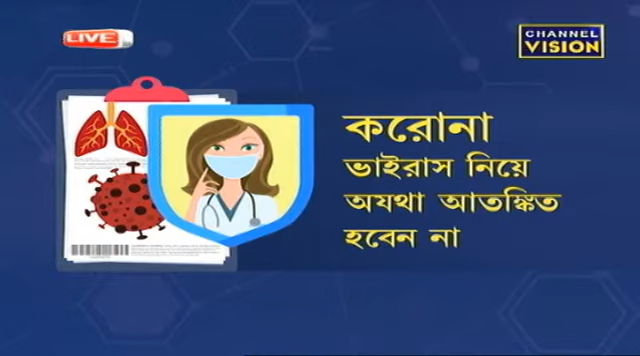 LIVE
CHANNEL
VISION
করোনা
ভাইরাস নিয়ে
অযথা আতঙ্কিত
হবেন না